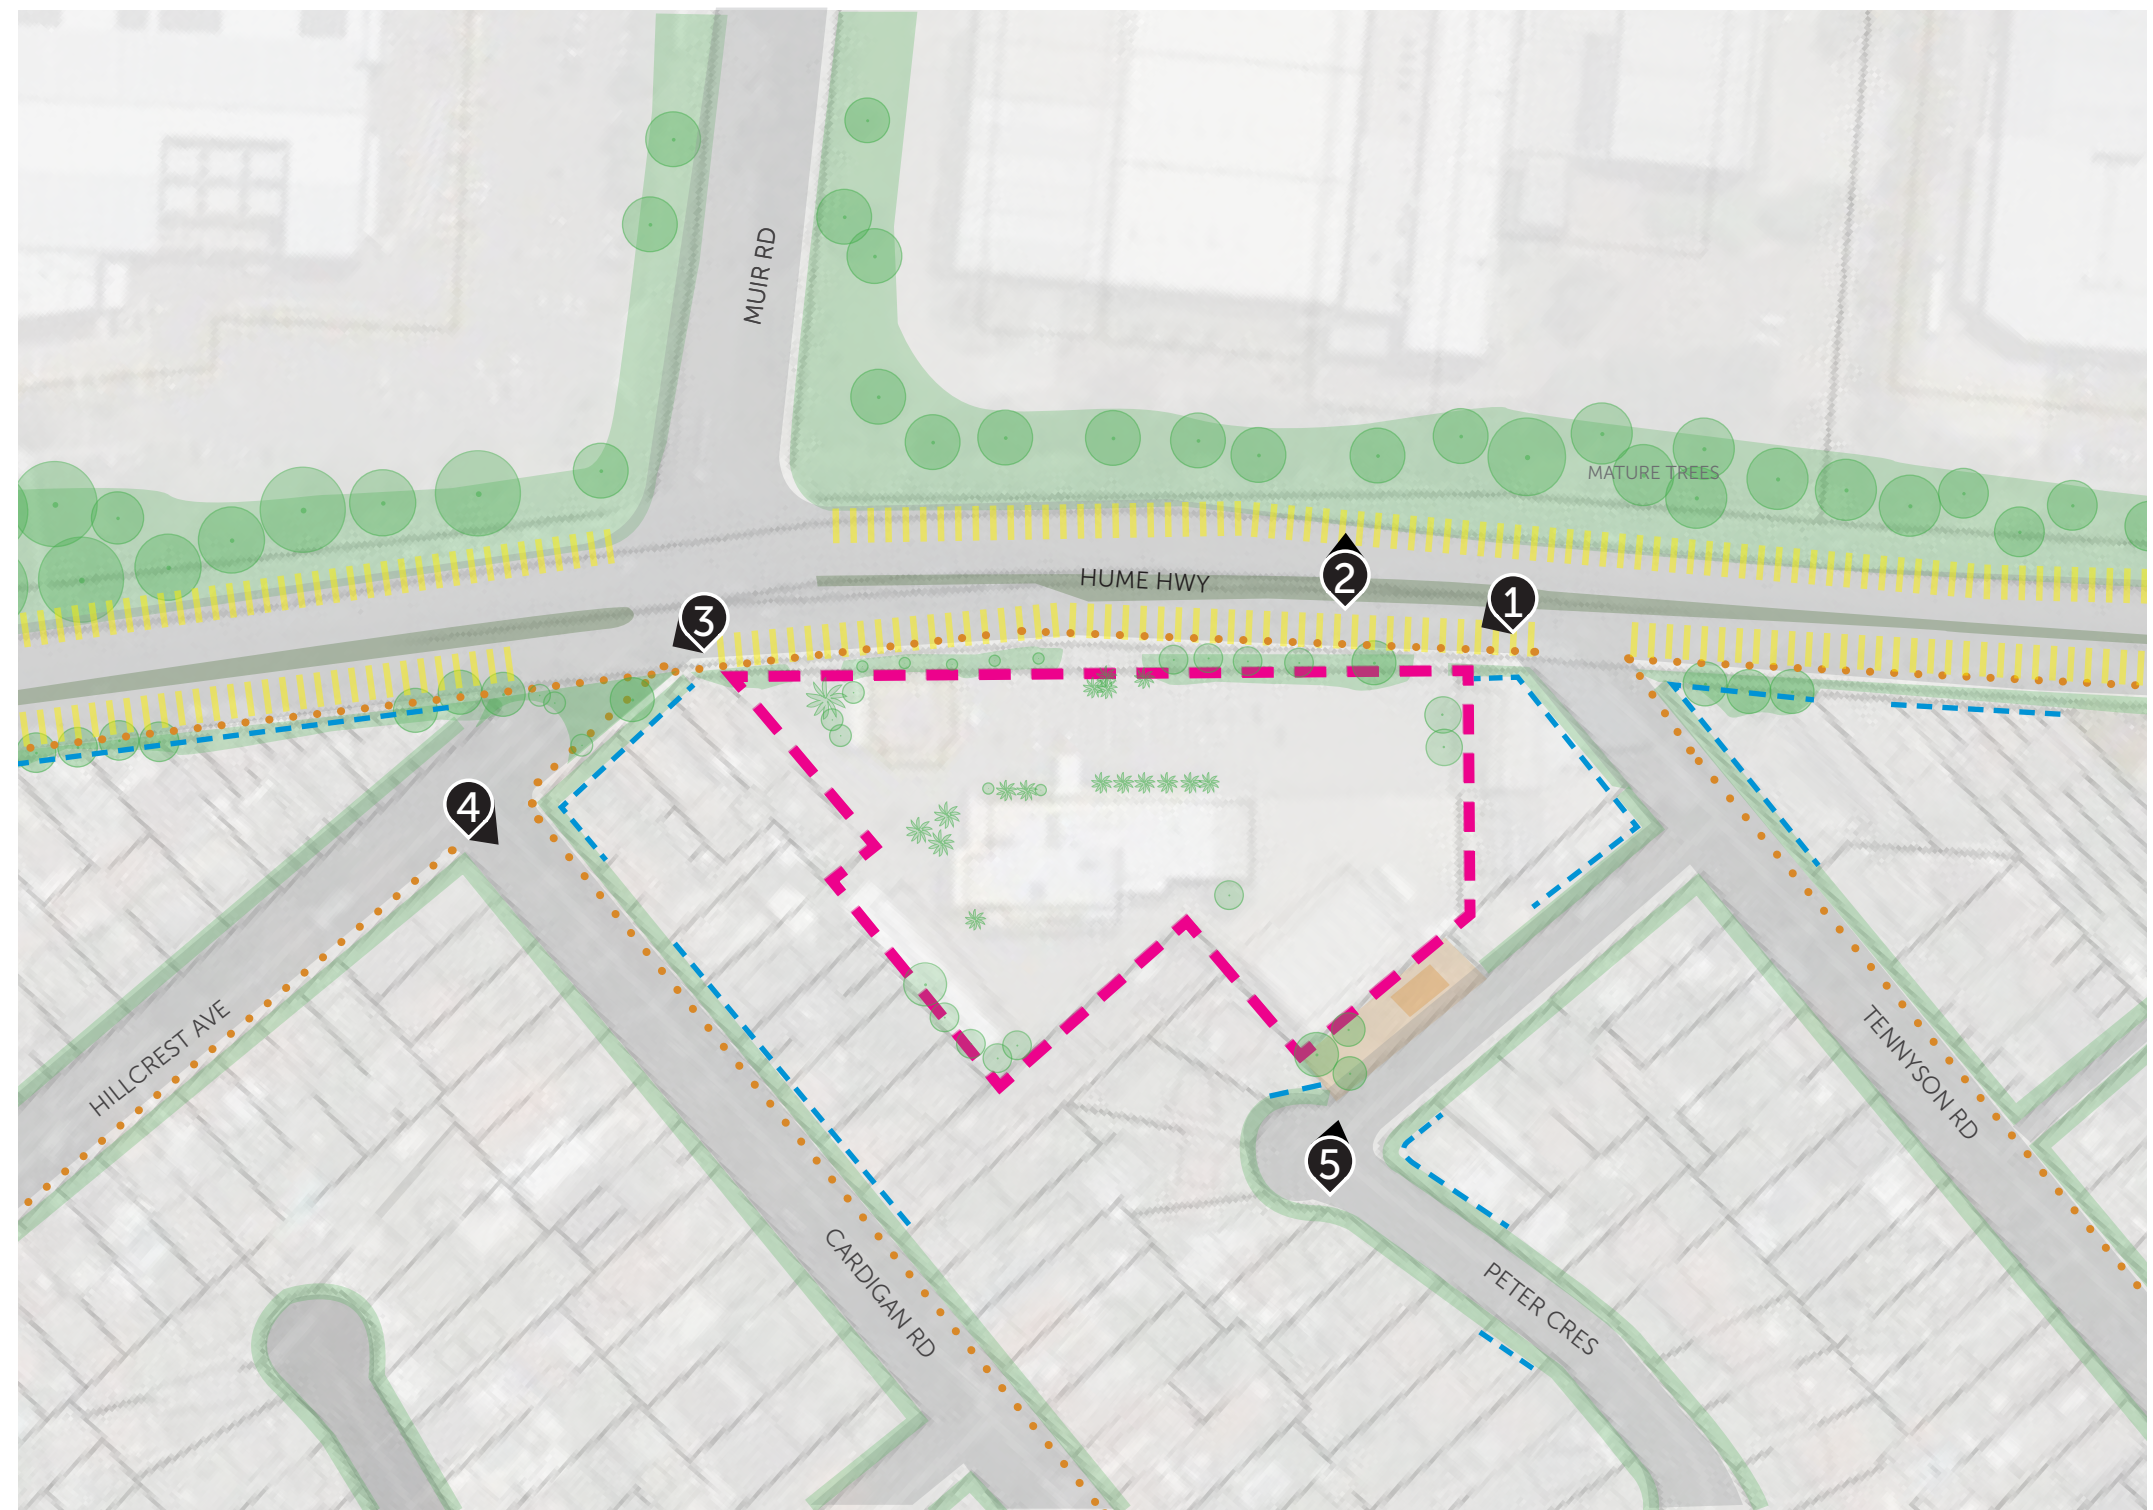 MUIR RD
MATURE TREES
HUME HWY
2
1
3
4
HILLCREST AVE
TENNYSON RD
5
CARDIGAN RD
PETER CRES